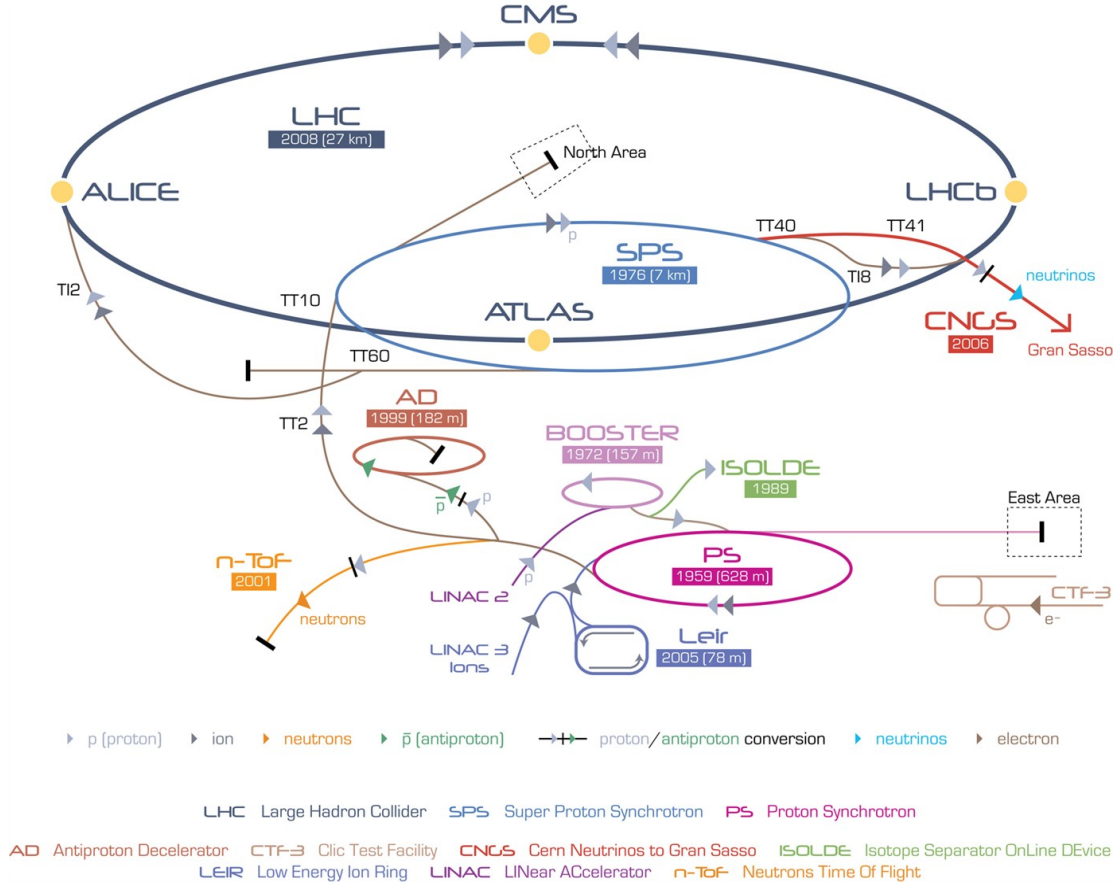 CMS
LHC
2008 (27 km)
North Area
ALICE
LHCb
TT40
TT41
p
SPS
1976 (7 km)
TI8
neutrinos
TI2
TT10
ATLAS
CNGS
2006
Gran Sasso
TT60
AD
1999 (182 m)
TT2
BOOSTER
1972 (157 m)
ISOLDE
1989
p̄
p
East Area
n-ToF
2001
PS
1959 (628 m)
p
LINAC 2
neutrons
CTF-3
e-
LINAC 3
Ions
Leir
2005 (78 m)
p (proton)
ion
neutrons
p̄ (antiproton)
proton/antiproton conversion
neutrinos
electron
LHC Large Hadron Collider
SPS Super Proton Synchrotron
PS Proton Synchrotron
AD Antiproton Decelerator
CTF-3 Clic Test Facility
CNGS Cern Neutrinos to Gran Sasso
ISOLDE Isotope Separator OnLine DEvice
LEIR Low Energy Ion Ring
LINAC LINear ACcelerator
n-ToF Neutrons Time Of Flight